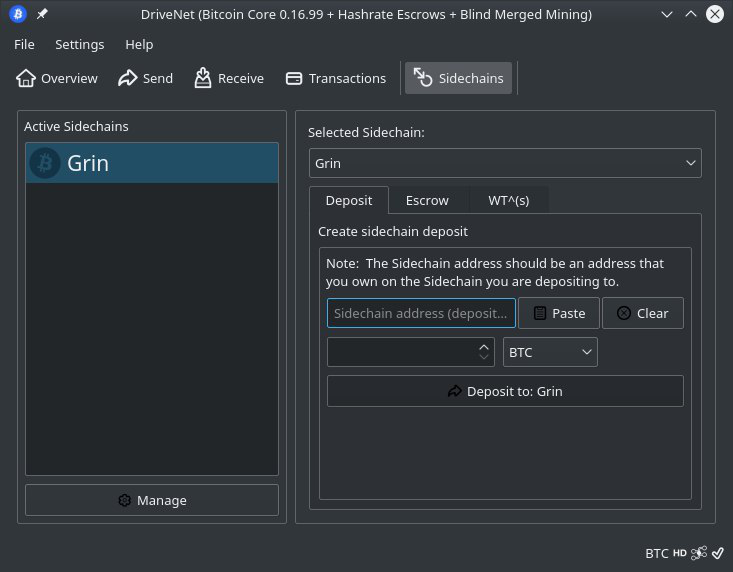 DriveNet (Bitcoin Core 0.16.99 + Hashrate Escrows + Blind Merged Mining)
File Settings Help
Overview Send Receive Transactions Sidechains
Active Sidechains
Grin
Manage
Selected Sidechain:
Grin
Deposit Escrow WT^(s)
Create sidechain deposit
Note: The Sidechain address should be an address that
you own on the Sidechain you are depositing to.
Sidechain address (deposit... Paste Clear
BTC
Deposit to: Grin
BTC HD